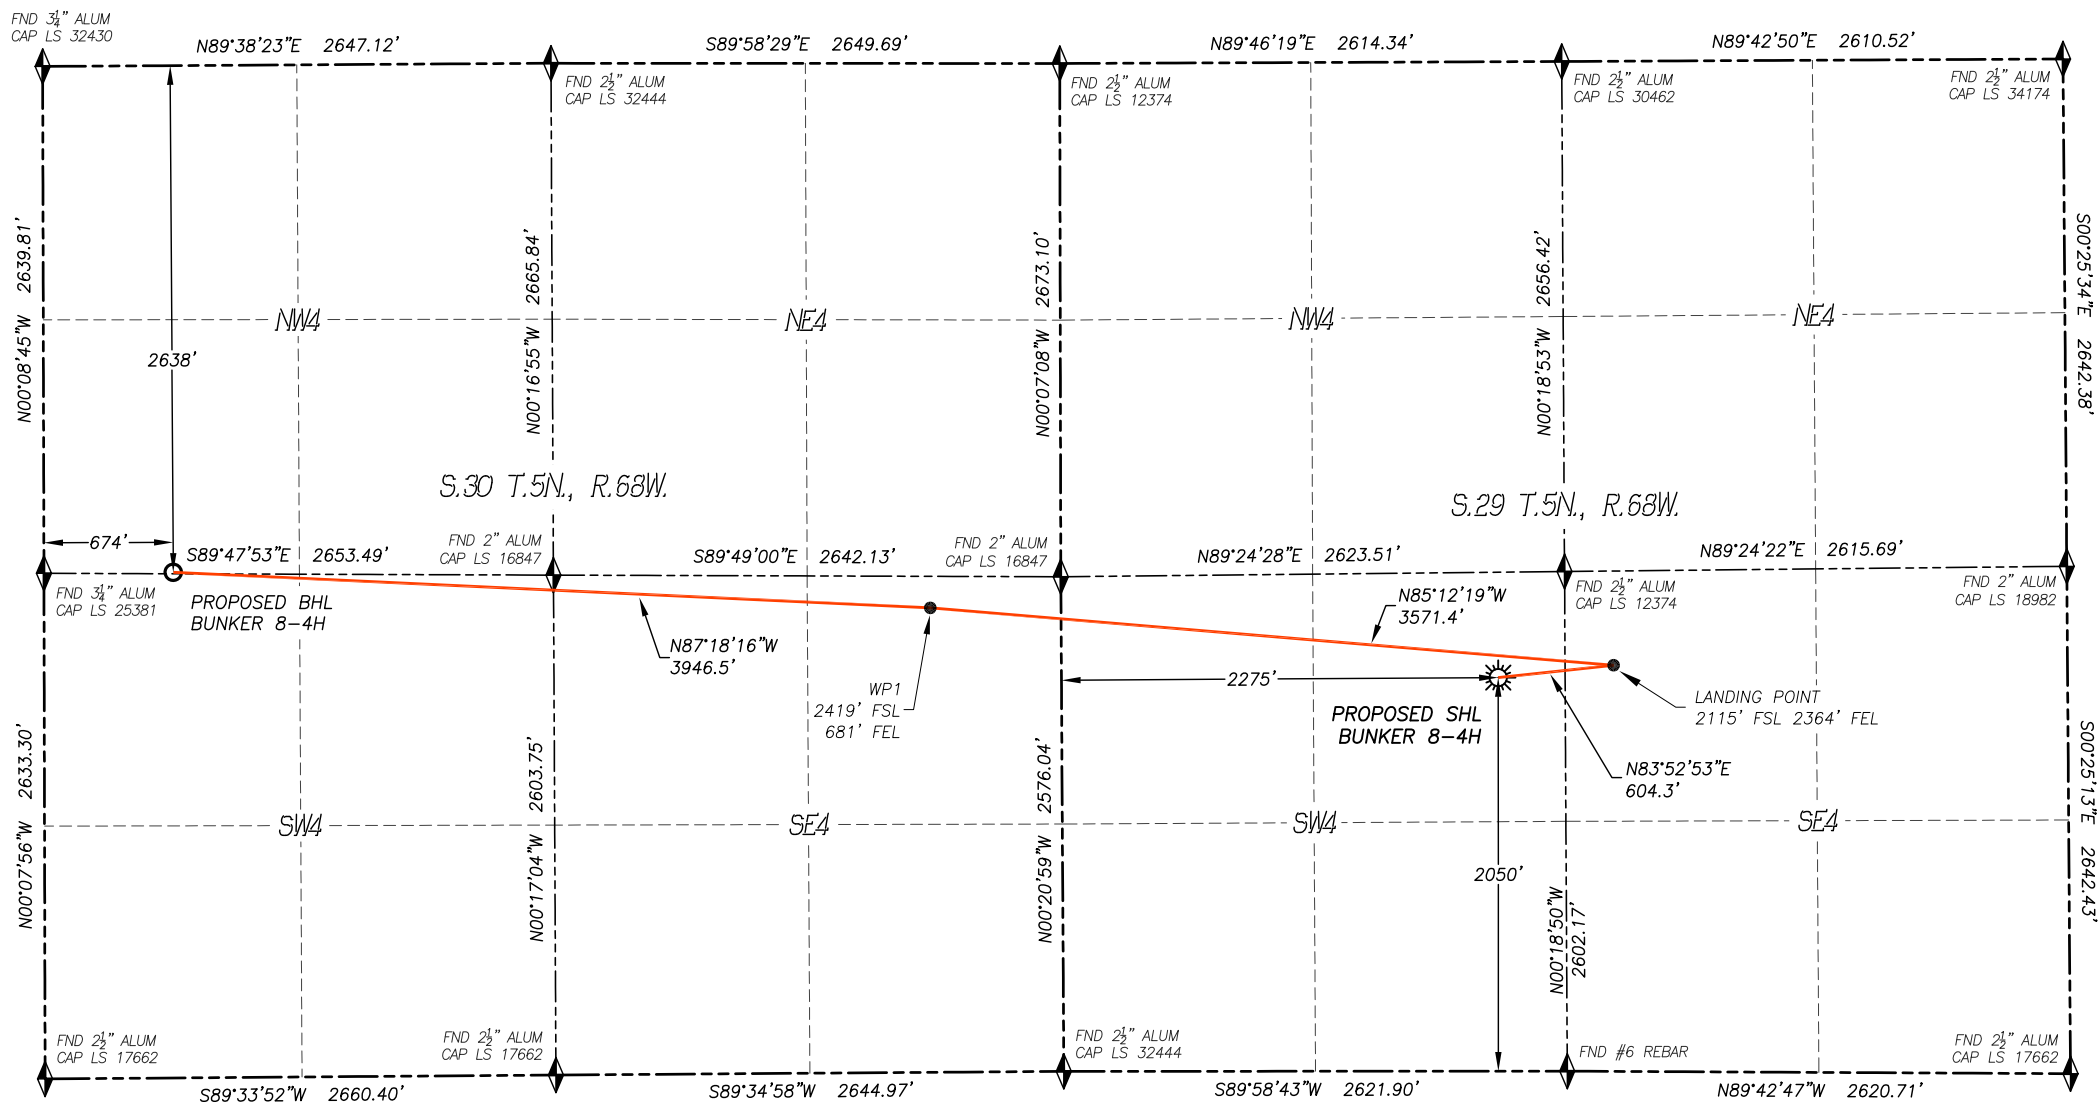 FND 3¼" ALUM
CAP LS 32430
N89°38'23"E 2647.12'
S89°58'29"E 2649.69'
N89°46'19"E 2614.34'
N89°42'50"E 2610.52'
FND 2½" ALUM
CAP LS 32444
FND 2½" ALUM
CAP LS 12374
FND 2½" ALUM
CAP LS 30462
FND 2½" ALUM
CAP LS 34174
N00°08'45"W 2639.81'
N00°16'55"W 2665.84'
N00°07'08"W 2673.10'
N00°18'53"W 2656.42'
S00°25'34"E 2642.38'
NW4
NE4
NW4
NE4
2638'
S.30 T.5N., R.68W.
S.29 T.5N., R.68W.
674'
S89°47'53"E 2653.49'
FND 2" ALUM
CAP LS 16847
S89°49'00"E 2642.13'
FND 2" ALUM
CAP LS 16847
N89°24'28"E 2623.51'
N89°24'22"E 2615.69'
FND 3¼" ALUM
CAP LS 25381
PROPOSED BHL
BUNKER 8-4H
FND 2½" ALUM
CAP LS 12374
FND 2" ALUM
CAP LS 18982
N85°12'19"W
3571.4'
N87°18'16"W
3946.5'
WP1
2419' FSL
681' FEL
2275'
PROPOSED SHL
BUNKER 8-4H
LANDING POINT
2115' FSL 2364' FEL
N83°52'53"E
604.3'
N00°07'56"W 2633.30'
N00°17'04"W 2603.75'
N00°20'59"W 2576.04'
N00°18'50"W
2602.17'
S00°25'13"E 2642.43'
SW4
SE4
SW4
SE4
2050'
FND 2½" ALUM
CAP LS 17662
FND 2½" ALUM
CAP LS 17662
FND 2½" ALUM
CAP LS 32444
FND #6 REBAR
FND 2½" ALUM
CAP LS 17662
S89°33'52"W 2660.40'
S89°34'58"W 2644.97'
S89°58'43"W 2621.90'
N89°42'47"W 2620.71'